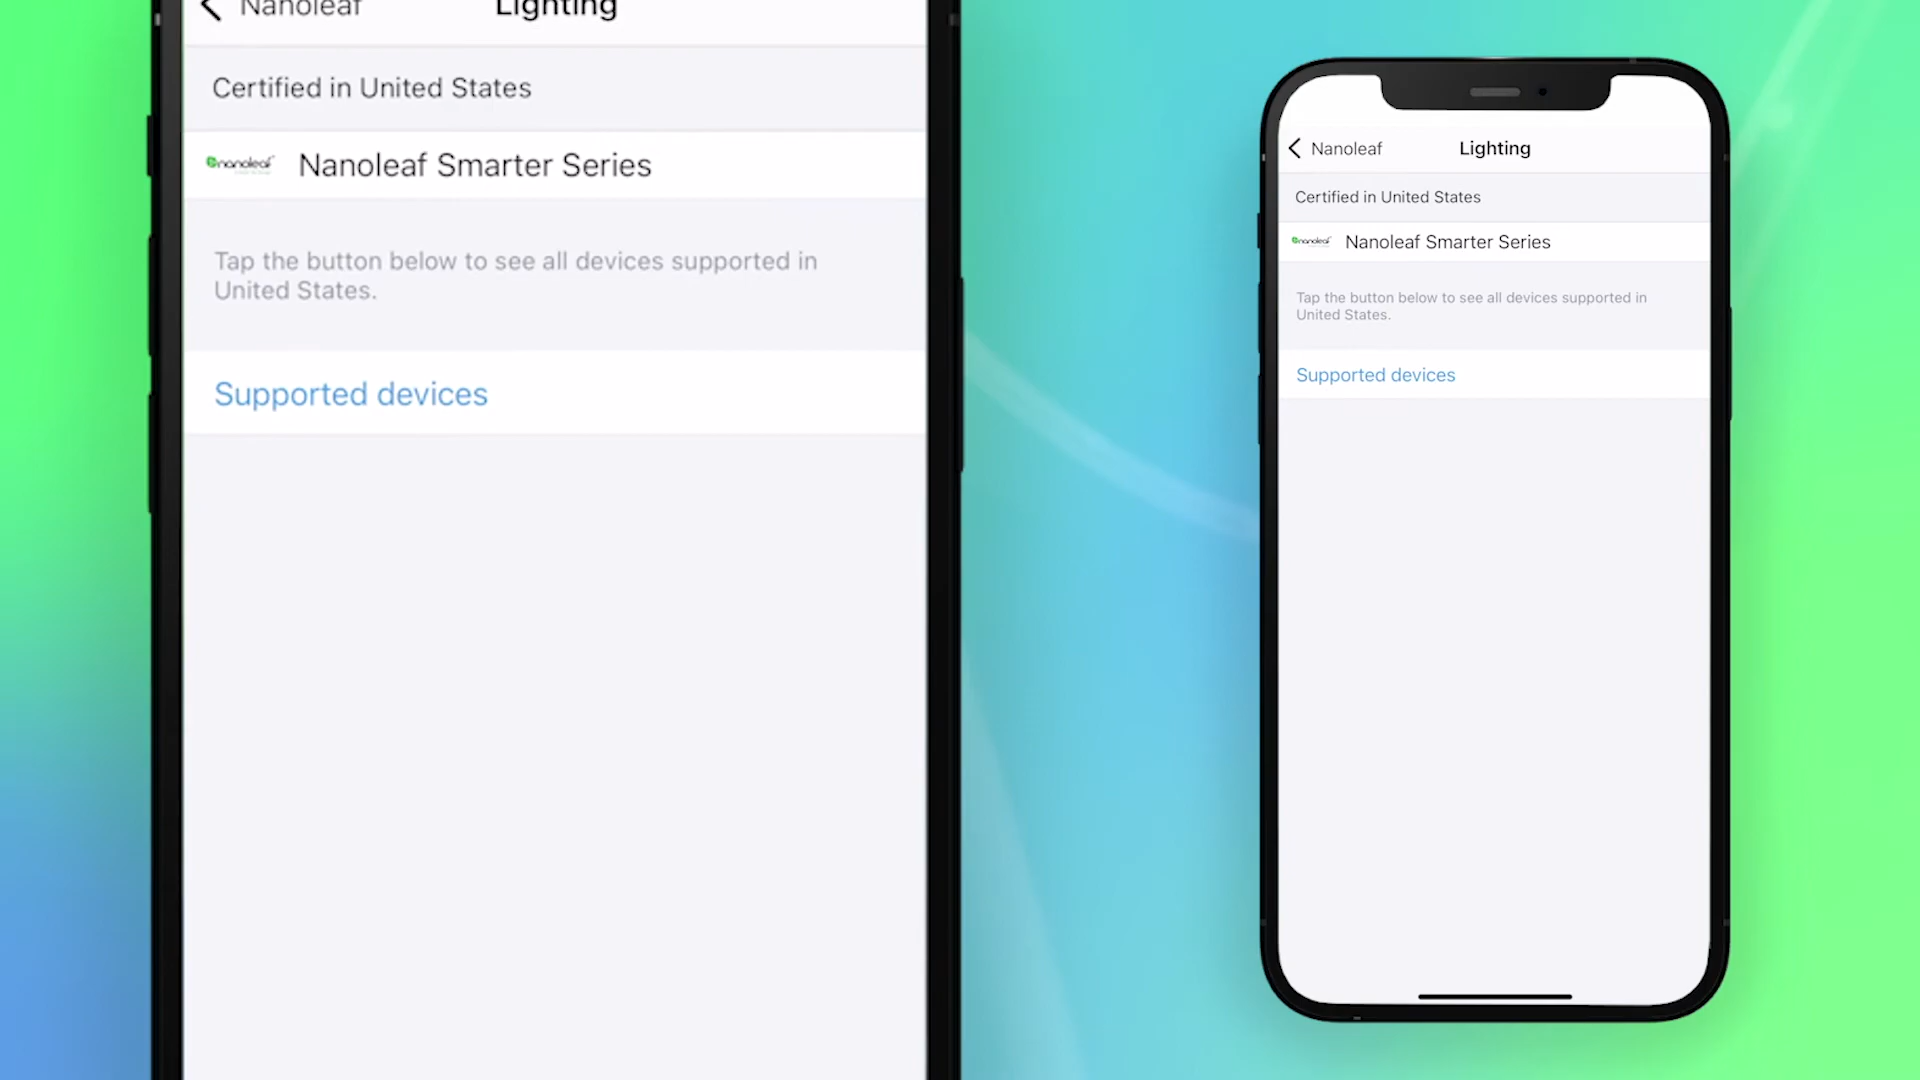 Nanoleaf
Lighting
Certified in United States
nanoleaf
Nanoleaf Smarter Series
Tap the button below to see all devices supported in
United States.
Supported devices
Nanoleaf
Lighting
Certified in United States
nanoleaf
Nanoleaf Smarter Series
Tap the button below to see all devices supported in
United States.
Supported devices